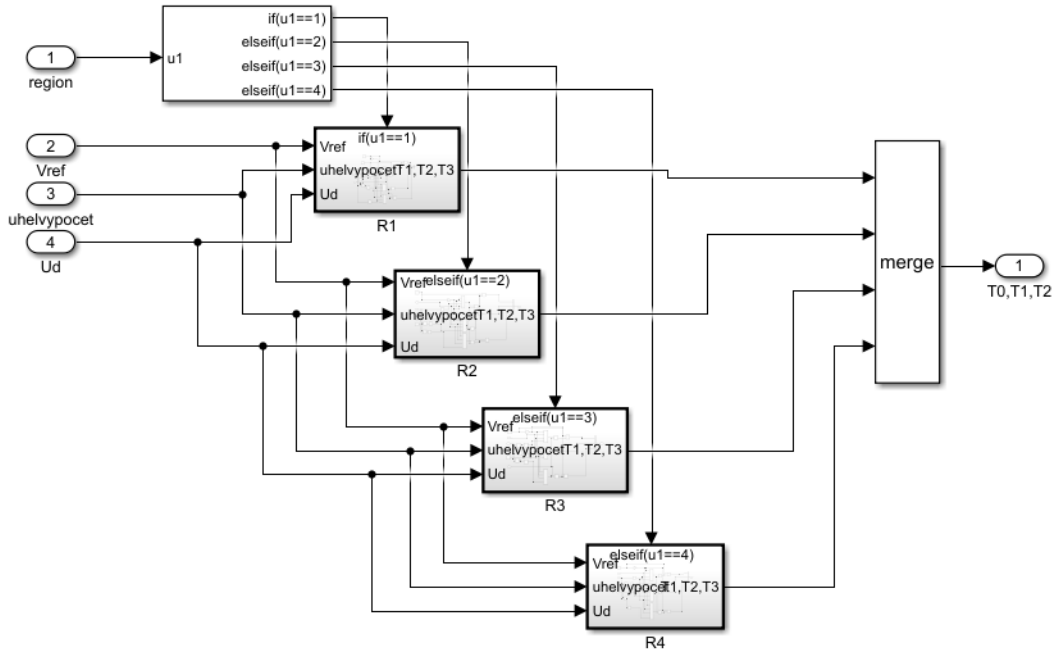 if(u1==1)
elseif(u1==2)
elseif(u1==3)
elseif(u1==4)
u1
1
region
2
Vref
3
uhelvypocet
4
Ud
if(u1==1)
Vref
uhelvypocet T1,T2,T3
Ud
R1
elseif(u1==2)
Vref
uhelvypocet T1,T2,T3
Ud
R2
elseif(u1==3)
Vref
uhelvypocet T1,T2,T3
Ud
R3
elseif(u1==4)
Vref
uhelvypocet T1,T2,T3
Ud
R4
merge
1
T0,T1,T2